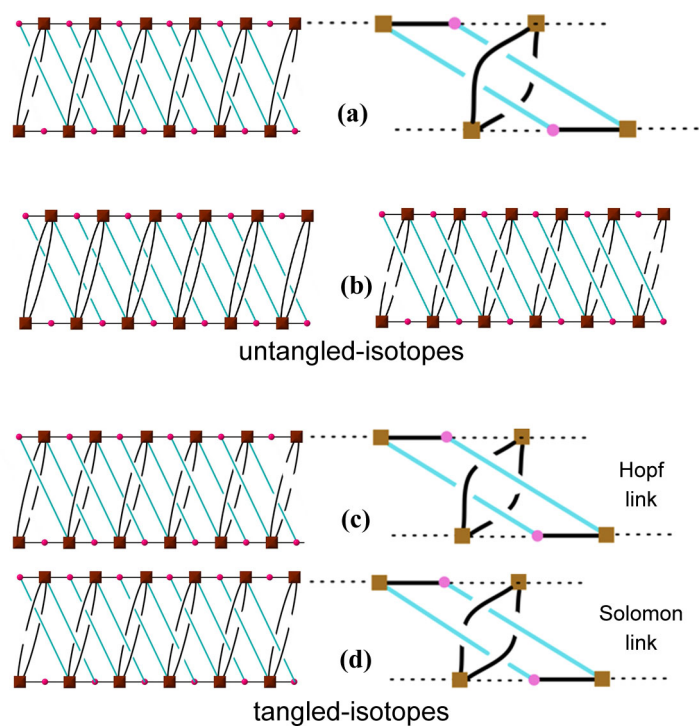 (a)
(b)
untangled-isotopes
(c)
Hopf
link
(d)
Solomon
link
tangled-isotopes